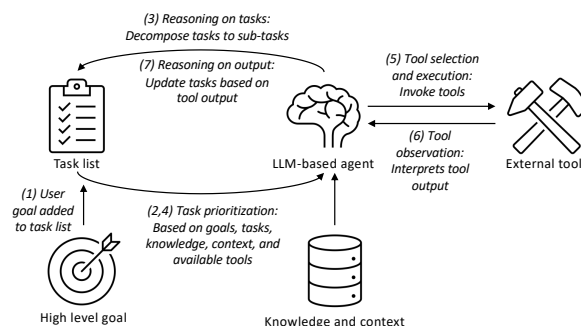 (3) Reasoning on tasks:
Decompose tasks to sub-tasks
(7) Reasoning on output:
Update tasks based on
tool output
(5) Tool selection
and execution:
Invoke tools
(6) Tool
observation:
Interprets tool
output
Task list
LLM-based agent
External tool
(1) User
goal added
to task list
(2,4) Task prioritization:
Based on goals, tasks,
knowledge, context, and
available tools
High level goal
Knowledge and context